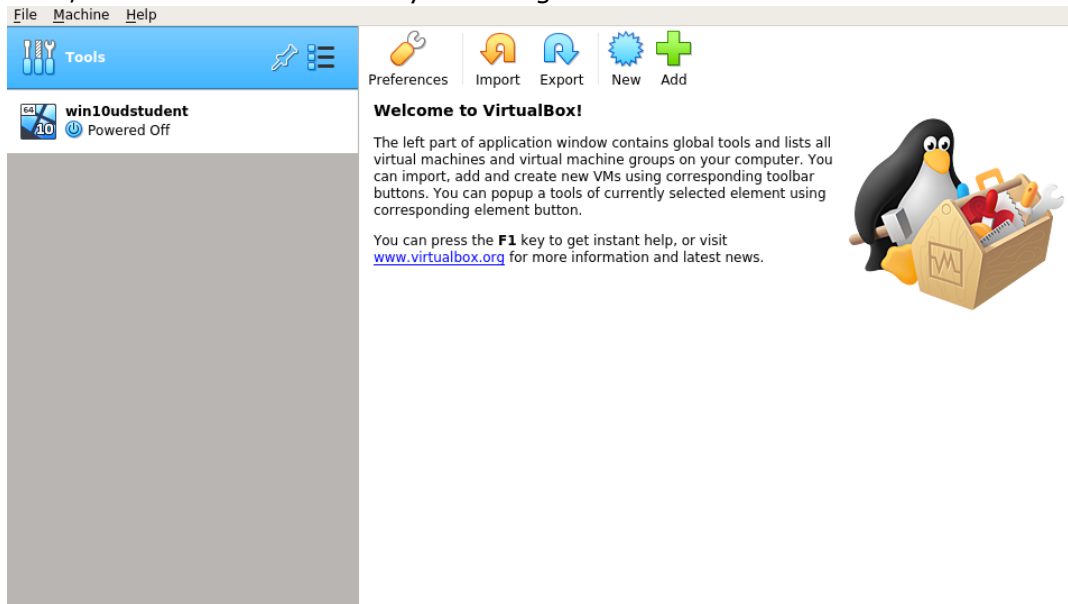 File Machine Help
Tools
Preferences Import Export New Add
64
10
win10udstudent
Powered Off
Welcome to VirtualBox!
The left part of application window contains global tools and lists all
virtual machines and virtual machine groups on your computer. You
can import, add and create new VMs using corresponding toolbar
buttons. You can popup a tools of currently selected element using
corresponding element button.
You can press the F1 key to get instant help, or visit
www.virtualbox.org for more information and latest news.